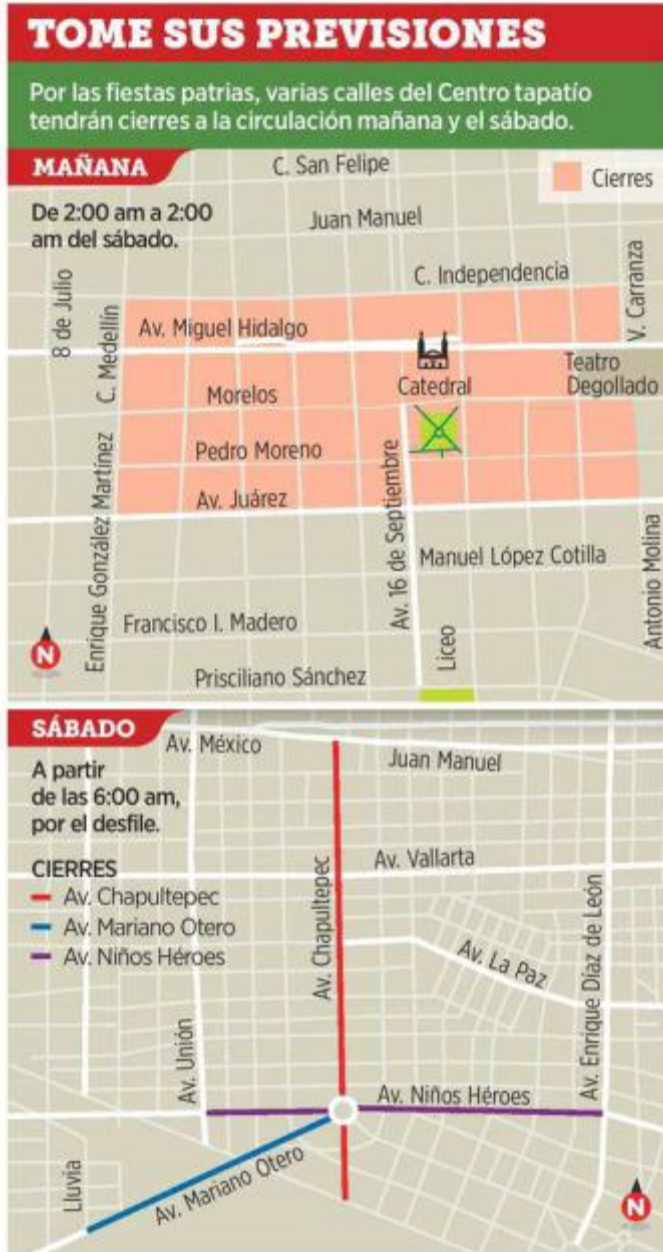 TOME SUS PREVISIONES
Por las fiestas patrias, varias calles del Centro tapatío
tendrán cierres a la circulación mañana y el sábado.
MAÑANA
C. San Felipe
Cierres
De 2:00 am a 2:00
am del sábado.
Juan Manuel
C. Independencia
8 de Julio
C. Medellín
Av. Miguel Hidalgo
V. Carranza
Catedral
Teatro
Degollado
Morelos
Pedro Moreno
Av. Juárez
Enrique González Martínez
Av. 16 de Septiembre
Manuel López Cotilla
Antonio Molina
Francisco I. Madero
Liceo
N
Prisciliano Sánchez
SÁBADO
Av. México
Juan Manuel
A partir
de las 6:00 am,
por el desfile.
CIERRES
Av. Chapultepec
Av. Mariano Otero
Av. Niños Héroes
Av. Vallarta
Av. Chapultepec
Av. La Paz
Av. Enrique Díaz de León
Av. Unión
Av. Niños Héroes
Av. Mariano Otero
Lluvia
N